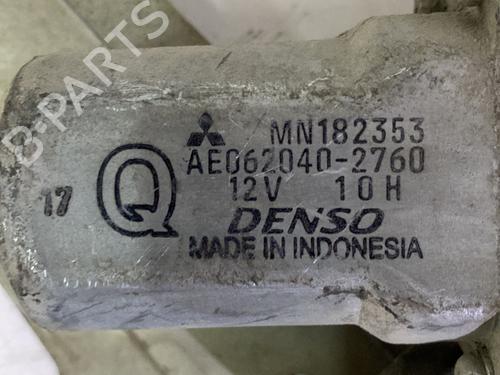 MN182353
AE062040-2760
12V 10H
17 Q
DENSO
MADE IN INDONESIA
B-PARTS